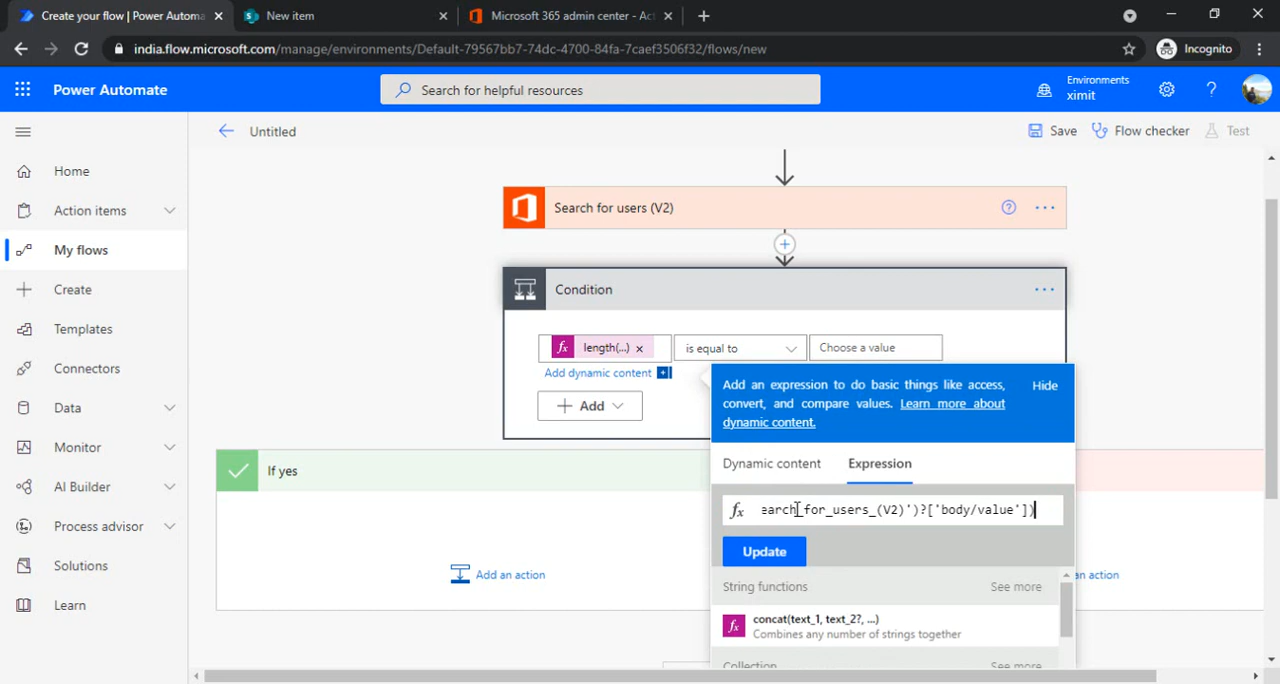 Create your flow | Power Automa
New item
Microsoft 365 admin center - Ac
india.flow.microsoft.com/manage/environments/Default-79567bb7-74dc-4700-84fa-7caef3506f32/flows/new
Incognito
Power Automate
Search for helpful resources
Environments
ximit
Untitled
Save
Flow checker
Test
Home
Action items
My flows
Create
Templates
Connectors
Data
Monitor
AI Builder
Process advisor
Solutions
Learn
Search for users (V2)
Condition
fx length(...)
is equal to
Choose a value
Add dynamic content
Add
Add an expression to do basic things like access, convert, and compare values. Learn more about dynamic content.
Hide
Dynamic content
Expression
fx earch_for_users_(V2)')?['body/value'])
Update
String functions
See more
fx concat(text_1, text_2?, ...)
Combines any number of strings together
Collection
See more
If yes
Add an action
an action